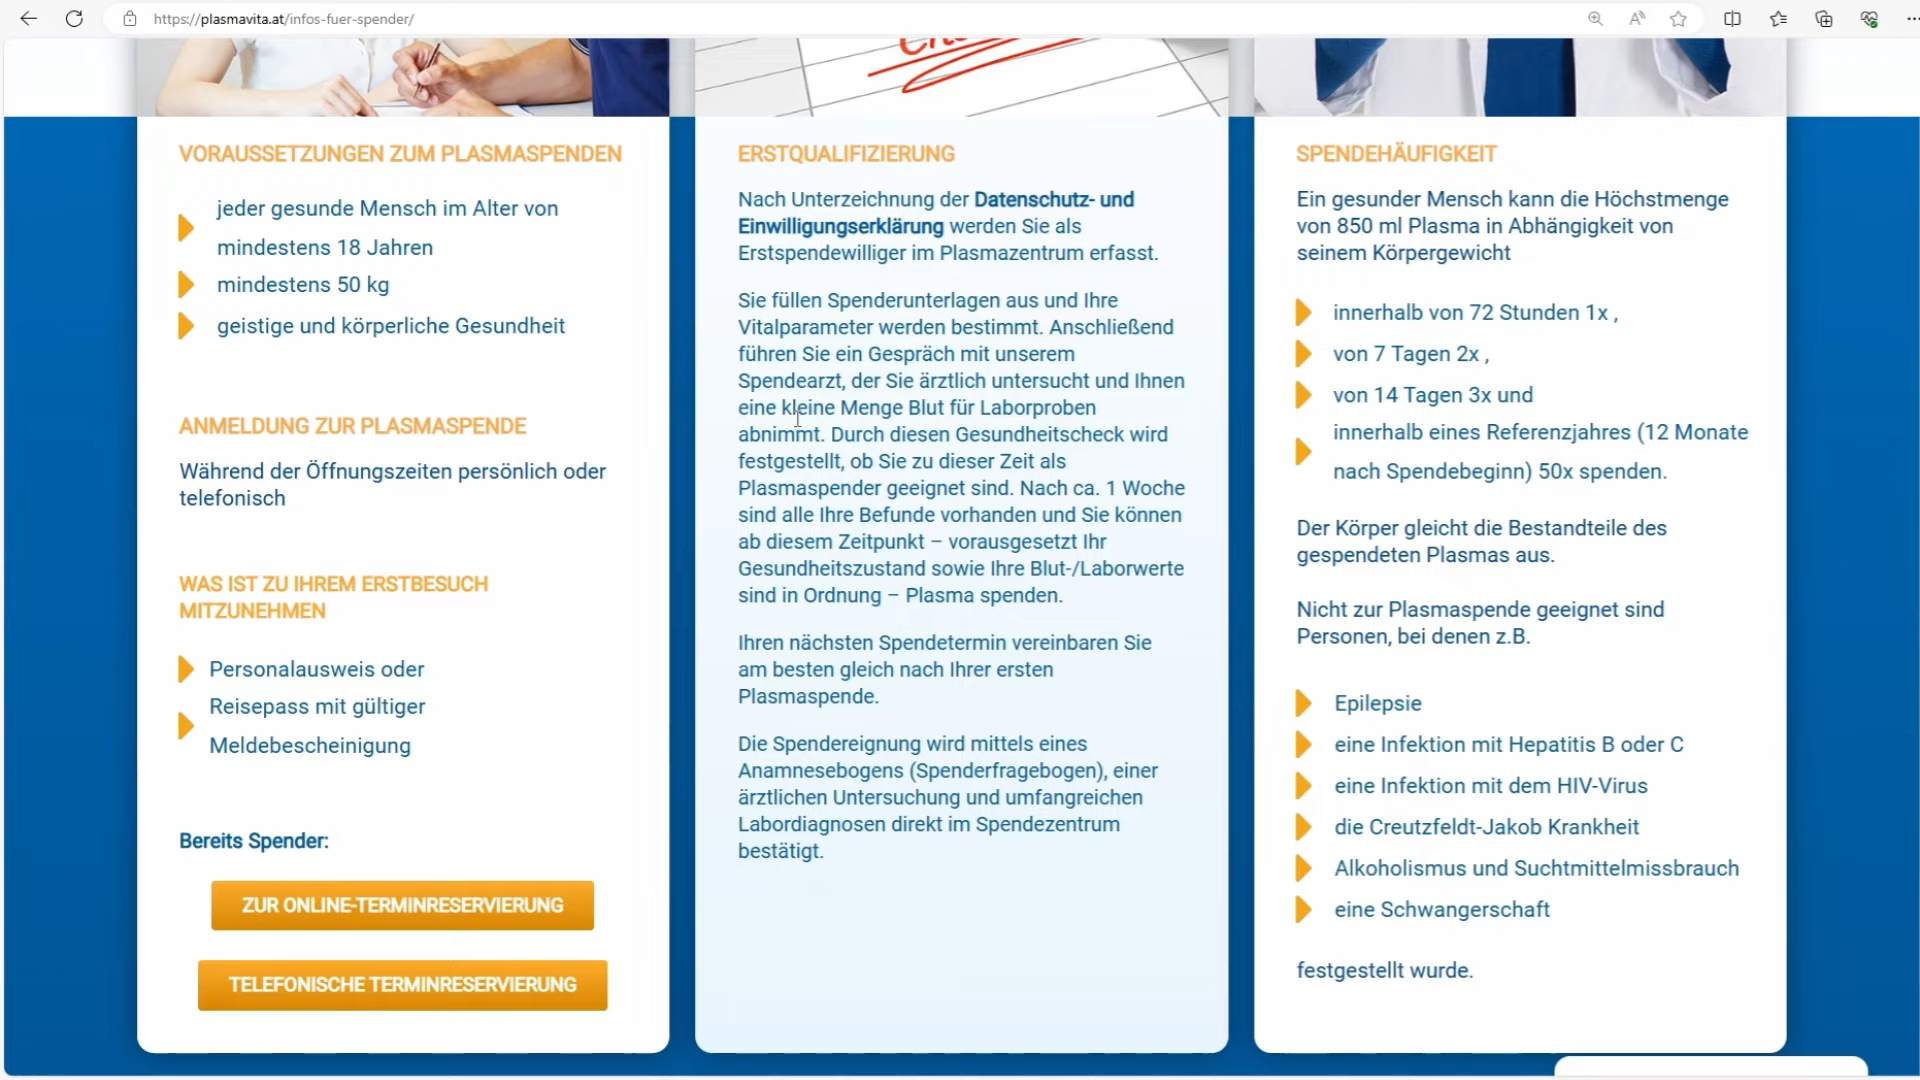 https://plasmavita.at/infos-fuer-spender/
VORAUSSETZUNGEN ZUM PLASMASPENDEN
jeder gesunde Mensch im Alter von
mindestens 18 Jahren
mindestens 50 kg
geistige und körperliche Gesundheit
ANMELDUNG ZUR PLASMASPENDE
Während der Öffnungszeiten persönlich oder
telefonisch
WAS IST ZU IHREM ERSTBESUCH
MITZUNEHMEN
Personalausweis oder
Reisepass mit gültiger
Meldebescheinigung
Bereits Spender:
ZUR ONLINE-TERMINRESERVIERUNG
TELEFONISCHE TERMINRESERVIERUNG
ERSTQUALIFIZIERUNG
Nach Unterzeichnung der Datenschutz- und
Einwilligungserklärung werden Sie als
Erstspendewilliger im Plasmazentrum erfasst.
Sie füllen Spenderunterlagen aus und Ihre
Vitalparameter werden bestimmt. Anschließend
führen Sie ein Gespräch mit unserem
Spendearzt, der Sie ärztlich untersucht und Ihnen
eine kleine Menge Blut für Laborproben
abnimmt. Durch diesen Gesundheitscheck wird
festgestellt, ob Sie zu dieser Zeit als
Plasmaspender geeignet sind. Nach ca. 1 Woche
sind alle Ihre Befunde vorhanden und Sie können
ab diesem Zeitpunkt – vorausgesetzt Ihr
Gesundheitszustand sowie Ihre Blut-/Laborwerte
sind in Ordnung – Plasma spenden.
Ihren nächsten Spendetermin vereinbaren Sie
am besten gleich nach Ihrer ersten
Plasmaspende.
Die Spendereignung wird mittels eines
Anamnesebogens (Spenderfragebogen), einer
ärztlichen Untersuchung und umfangreichen
Labordiagnosen direkt im Spendezentrum
bestätigt.
SPENDEHÄUFIGKEIT
Ein gesunder Mensch kann die Höchstmenge
von 850 ml Plasma in Abhängigkeit von
seinem Körpergewicht
innerhalb von 72 Stunden 1x ,
von 7 Tagen 2x ,
von 14 Tagen 3x und
innerhalb eines Referenzjahres (12 Monate
nach Spendebeginn) 50x spenden.
Der Körper gleicht die Bestandteile des
gespendeten Plasmas aus.
Nicht zur Plasmaspende geeignet sind
Personen, bei denen z.B.
Epilepsie
eine Infektion mit Hepatitis B oder C
eine Infektion mit dem HIV-Virus
die Creutzfeldt-Jakob Krankheit
Alkoholismus und Suchtmittelmissbrauch
eine Schwangerschaft
festgestellt wurde.